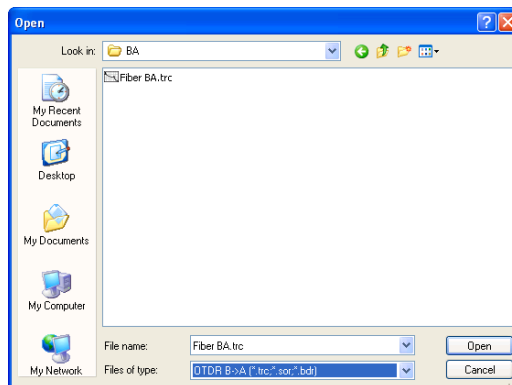 Open
Look in:
BA
Fiber BA.trc
My Recent
Documents
Desktop
My Documents
My Computer
My Network
File name:
Fiber BA.trc
Open
Files of type:
OTDR B->A (*.trc;*.sor;*.bdr)
Cancel